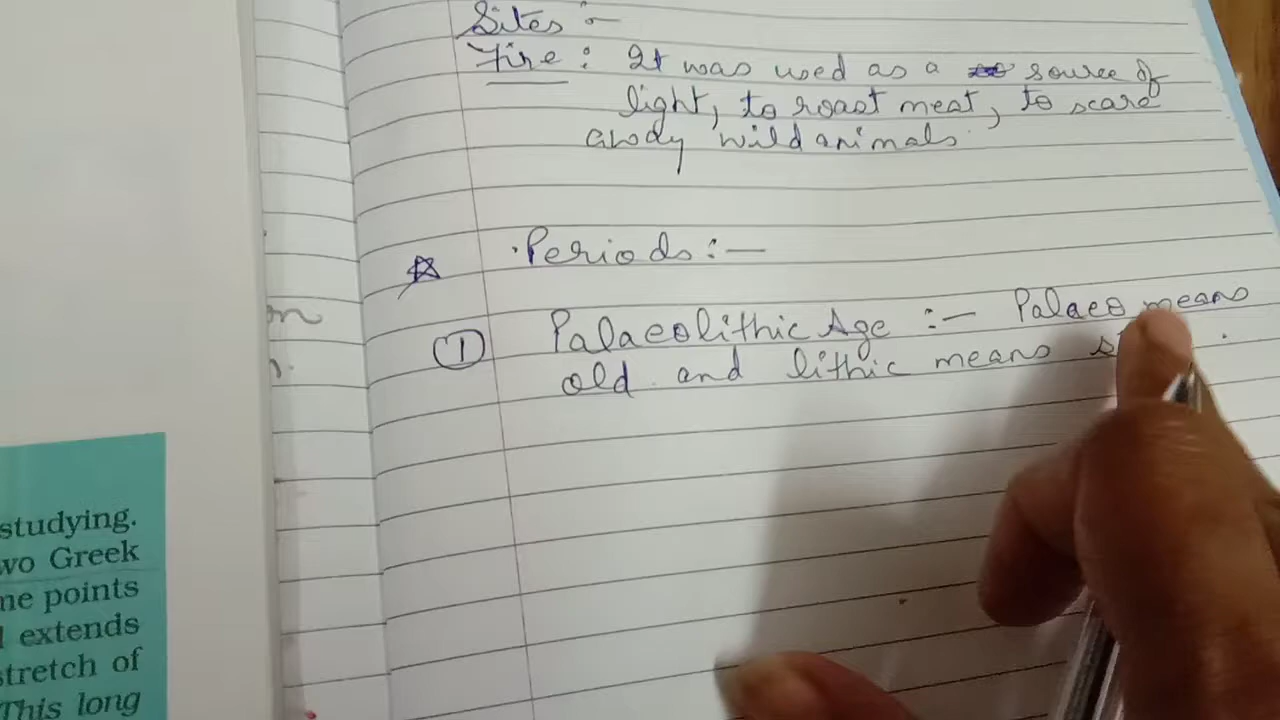 Sites :-
Fire : It was used as a source of
light, to roast meat, to scare
away wild animals.
Periods :-
① Palaeolithic Age :- Palaeo means
old and lithic means
studying.
wo Greek
ne points
extends
stretch of
This long